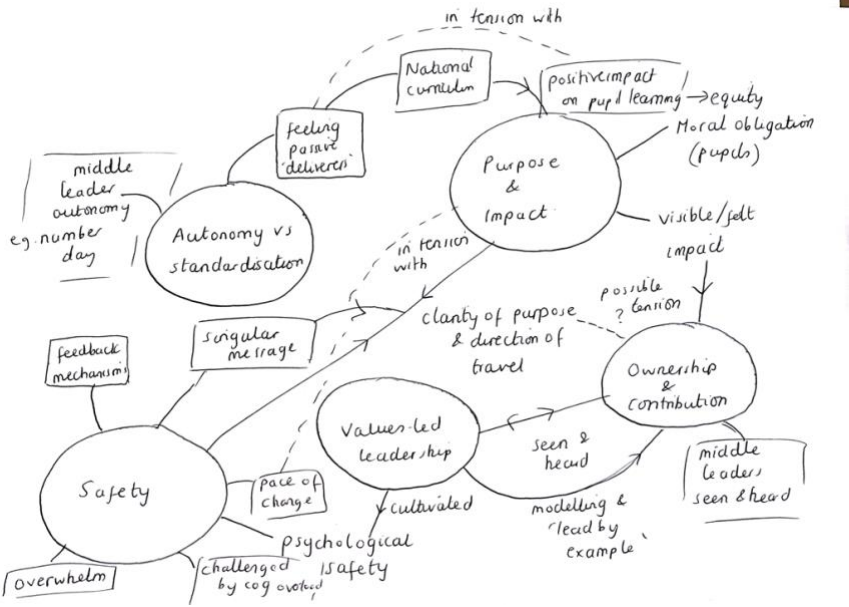 in tension with
National
curriculum
positive impact
on pupil learning → equity
Moral obligation
(pupils)
feeling
passive
'deliverers'
Purpose
&
Impact
middle
leader
autonomy
eg. number
day
Autonomy vs
standardisation
visible/felt
impact
in tension
with
possible
? tension
clarity of purpose
& direction of
travel
singular
message
feedback
mechanisms
Ownership
&
contribution
Values-led
leadership
seen &
heard
middle
leaders
seen & heard
Safety
pace of
change
cultivated
modelling &
'lead by
example'
psychological
safety
overwhelm
challenged
by cog overload